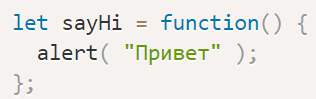 let sayHi = function() {
  alert( "Привет" );
};